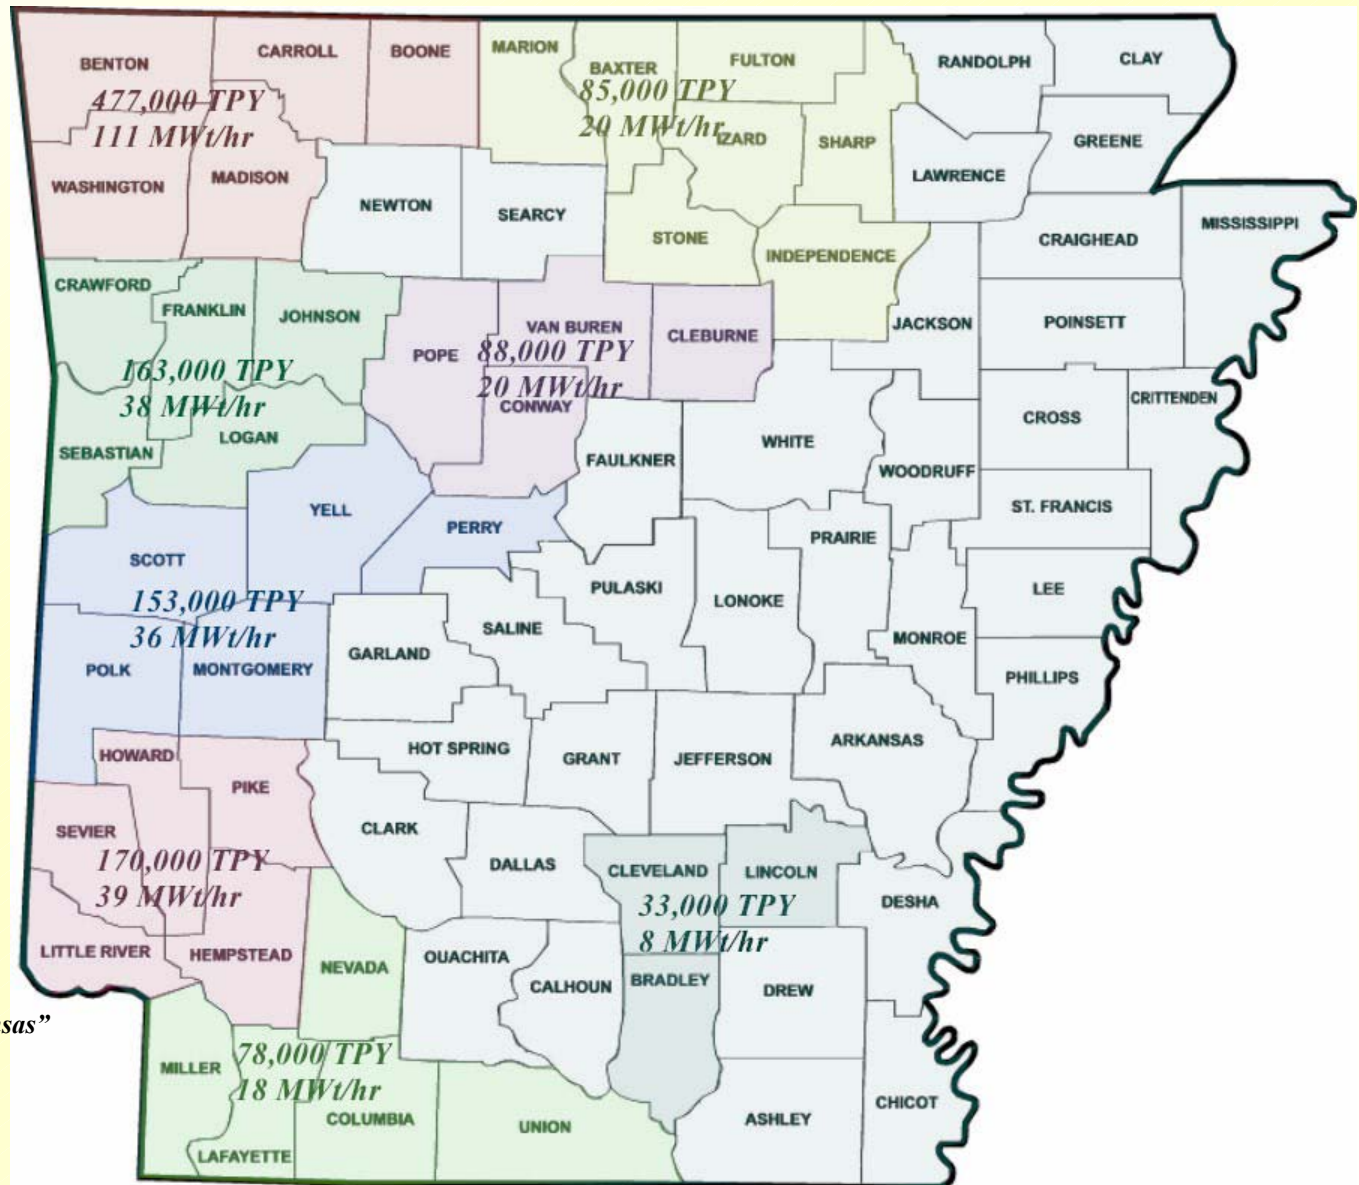 BENTON
CARROLL
BOONE
MARION
BAXTER
FULTON
RANDOLPH
CLAY
477,000 TPY
111 MWt/hr
85,000 TPY
20 MWt/hr
IZARD
SHARP
GREENE
LAWRENCE
WASHINGTON
MADISON
NEWTON
SEARCY
STONE
INDEPENDENCE
CRAIGHEAD
MISSISSIPPI
CRAWFORD
FRANKLIN
JOHNSON
POPE
VAN BUREN
CLEBURNE
JACKSON
POINSETT
163,000 TPY
38 MWt/hr
88,000 TPY
20 MWt/hr
CONWAY
CRITTENDEN
CROSS
SEBASTIAN
LOGAN
FAULKNER
WHITE
WOODRUFF
YELL
PERRY
PRAIRIE
ST. FRANCIS
SCOTT
PULASKI
LONOKE
LEE
153,000 TPY
36 MWt/hr
GARLAND
SALINE
MONROE
POLK
MONTGOMERY
PHILLIPS
HOWARD
PIKE
HOT SPRING
GRANT
JEFFERSON
ARKANSAS
SEVIER
CLARK
DALLAS
CLEVELAND
LINCOLN
DESHA
170,000 TPY
39 MWt/hr
33,000 TPY
8 MWt/hr
LITTLE RIVER
HEMPSTEAD
NEVADA
OUACHITA
CALHOUN
BRADLEY
DREW
sas”
MILLER
78,000 TPY
18 MWt/hr
COLUMBIA
UNION
ASHLEY
CHICOT
LAFAYETTE